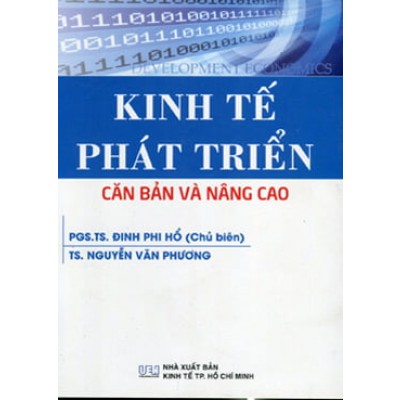 DEVELOPMENT ECONOMICS
KINH TẾ
PHÁT TRIỂN
CĂN BẢN VÀ NÂNG CAO
PGS.TS. ĐINH PHI HỔ (Chủ biên)
TS. NGUYỄN VĂN PHƯƠNG
UEH NHÀ XUẤT BẢN
KINH TẾ TP. HỒ CHÍ MINH